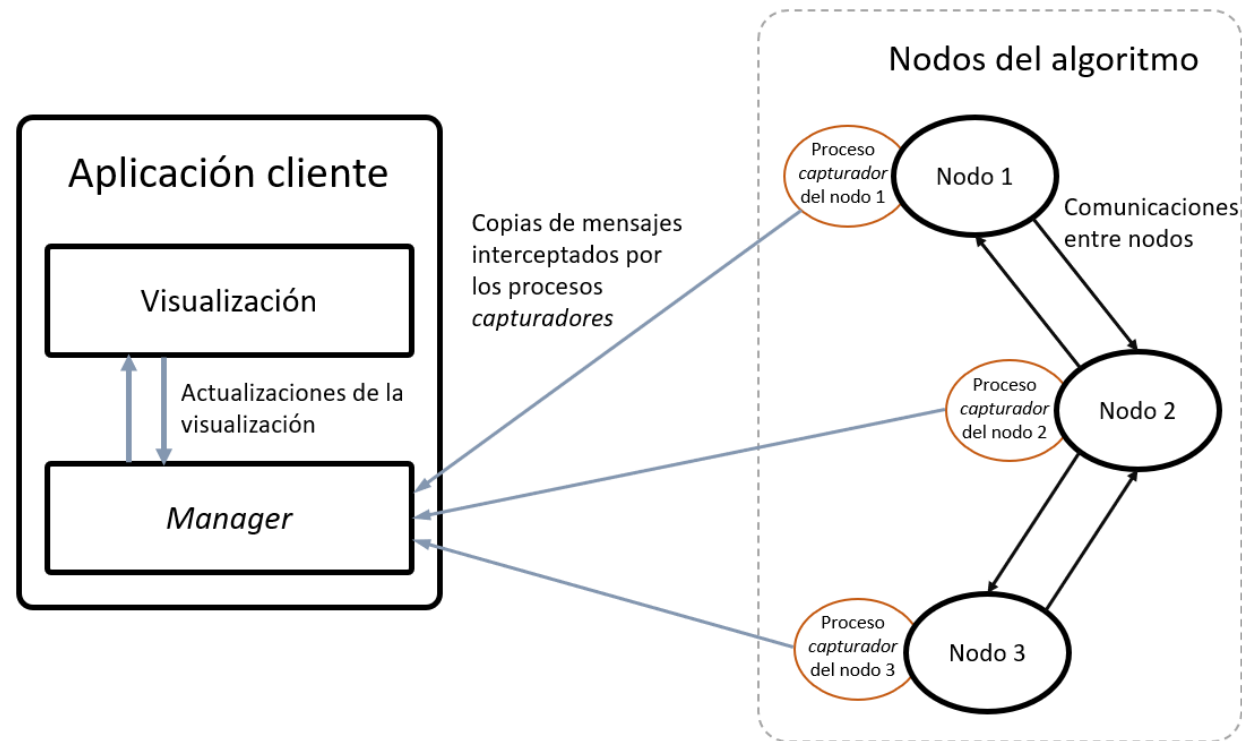 Nodos del algoritmo
Aplicación cliente
Visualización
Actualizaciones de la
visualización
Manager
Copias de mensajes
interceptados por
los procesos
capturadores
Proceso
capturador
del nodo 1
Nodo 1
Comunicaciones
entre nodos
Proceso
capturador
del nodo 2
Nodo 2
Proceso
capturador
del nodo 3
Nodo 3